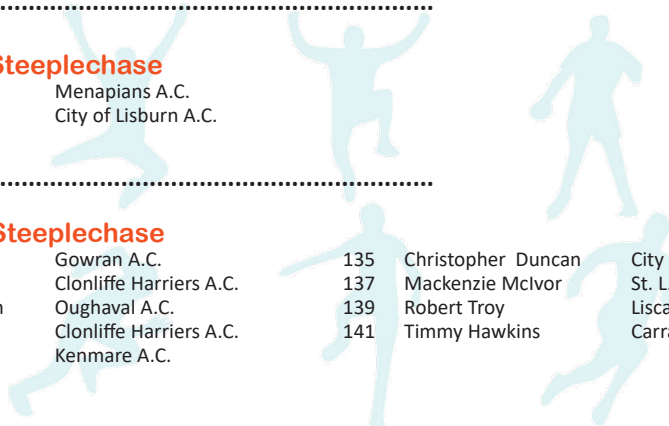 Steeplechase
Menapians A.C.
City of Lisburn A.C.
Steeplechase
Gowran A.C. 135 Christopher Duncan City
Clonliffe Harriers A.C. 137 Mackenzie McIvor St. L
n Oughaval A.C. 139 Robert Troy Lisca
Clonliffe Harriers A.C. 141 Timmy Hawkins Carra
Kenmare A.C.